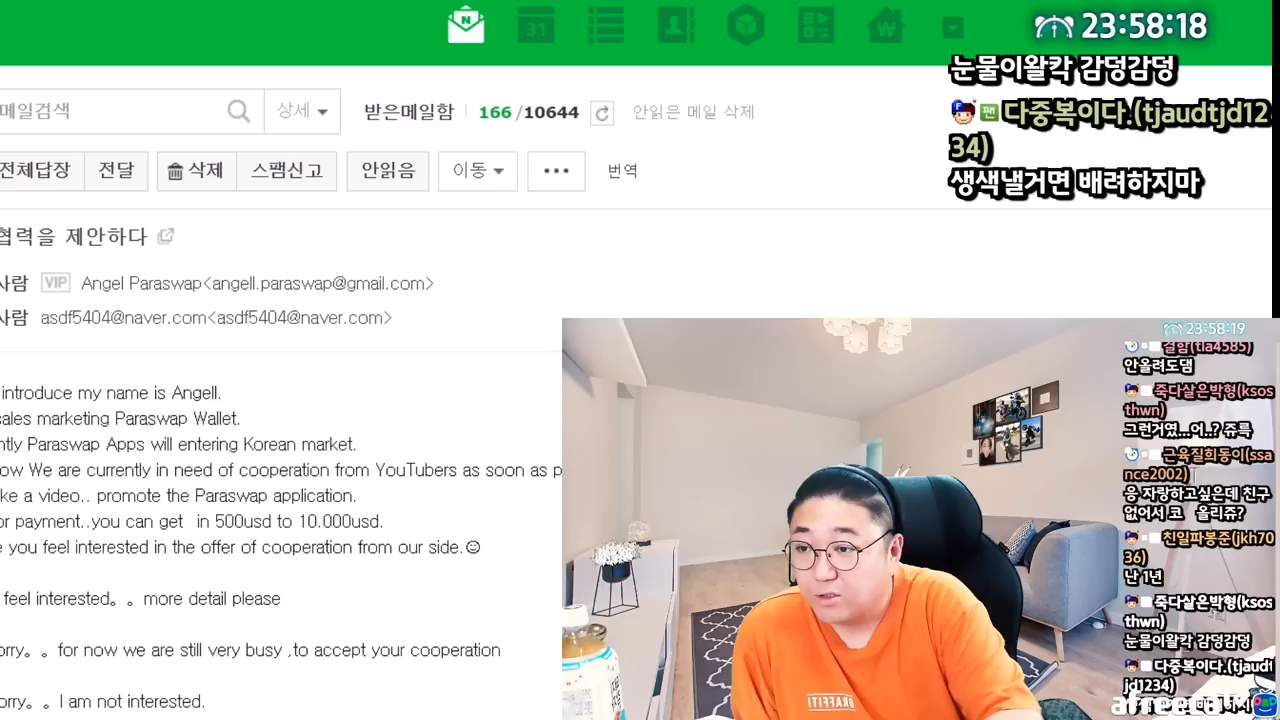 23:58:18
눈물이왈칵 감덩감덩
팬 다중복이다.(tjaudtjd12
34)
생색낼거면 배려하지마
메일검색
상세
받은메일함 166 /10644
안읽은 메일 삭제
전체답장
전달
삭제
스팸신고
안읽음
이동
번역
협력을 제안하다
사람 VIP Angel Paraswap<angell.paraswap@gmail.com>
사람 asdf5404@naver.com<asdf5404@naver.com>
introduce my name is Angell.
sales marketing Paraswap Wallet.
ntly Paraswap Apps will entering Korean market.
ow We are currently in need of cooperation from YouTubers as soon as p
ke a video.. promote the Paraswap application.
or payment..you can get in 500usd to 10.000usd.
e you feel interested in the offer of cooperation from our side.☺
feel interested。。more detail please
orry。。for now we are still very busy ,to accept your cooperation
orry。。I am not interested.
23:58:19
결함(tla4585)
안올려도댐
죽다살은박형(ksos
thwn)
그런거였...어..? 쥬륵
근육질희동이(ssa
nce2002)
응 자랑하고싶은데 친구
없어서 코 올리쥬?
친일파봉준(jkh70
36)
난 1년
죽다살은박형(ksos
thwn)
눈물이왈칵 감덩감덩
다중복이다.(tjaudt
jd1234)
GRAFFITI
N
31
W